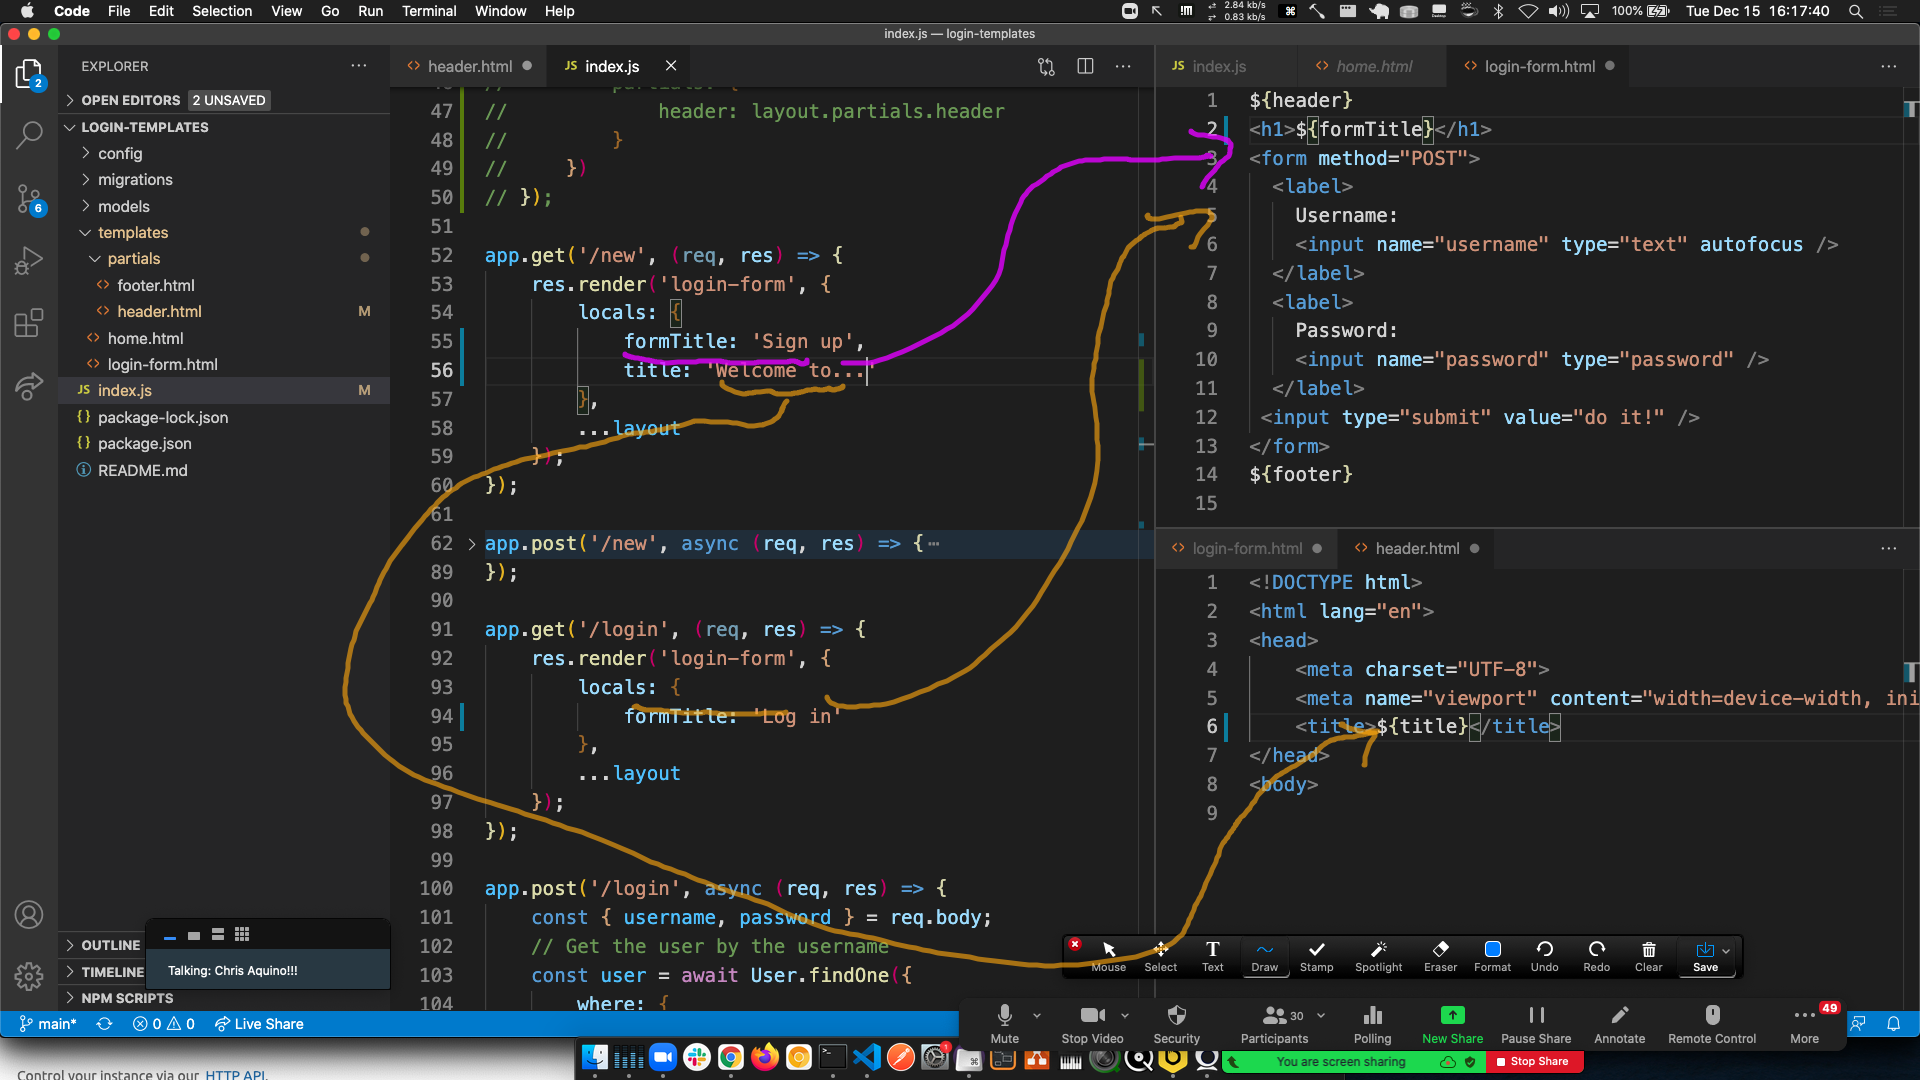 Code File Edit Selection View Go Run Terminal Window Help
2.84 kb/s
0.83 kb/s
100%
Tue Dec 15 16:17:40
index.js — login-templates
EXPLORER
OPEN EDITORS 2 UNSAVED
LOGIN-TEMPLATES
config
migrations
models
templates
partials
footer.html
header.html M
home.html
login-form.html
JS index.js M
{} package-lock.json
{} package.json
README.md
OUTLINE
TIMELINE
NPM SCRIPTS
Talking: Chris Aquino!!!
2
6
header.html
JS index.js
47 // header: layout.partials.header
48 // }
49 // })
50 // });
51
52 app.get('/new', (req, res) => {
53 res.render('login-form', {
54 locals: {
55 formTitle: 'Sign up',
56 title: 'Welcome to...'
57 },
58 ...layout
59 });
60 });
61
62 app.post('/new', async (req, res) => {
89 });
90
91 app.get('/login', (req, res) => {
92 res.render('login-form', {
93 locals: {
94 formTitle: 'Log in'
95 },
96 ...layout
97 });
98 });
99
100 app.post('/login', async (req, res) => {
101 const { username, password } = req.body;
102 // Get the user by the username
103 const user = await User.findOne({
104 where: {
JS index.js
home.html
login-form.html
1 ${header}
2 <h1>${formTitle}</h1>
3 <form method="POST">
4 <label>
5 Username:
6 <input name="username" type="text" autofocus />
7 </label>
8 <label>
9 Password:
10 <input name="password" type="password" />
11 </label>
12 <input type="submit" value="do it!" />
13 </form>
14 ${footer}
15
login-form.html
header.html
1 <!DOCTYPE html>
2 <html lang="en">
3 <head>
4 <meta charset="UTF-8">
5 <meta name="viewport" content="width=device-width, ini
6 <title>${title}</title>
7 </head>
8 <body>
9
Mouse Select Text Draw Stamp Spotlight Eraser Format Undo Redo Clear Save
main* 0 0 Live Share
Mute Stop Video Security Participants 30 Polling New Share Pause Share Annotate Remote Control More 49
You are screen sharing Stop Share
1
Control your instance via our HTTP API.